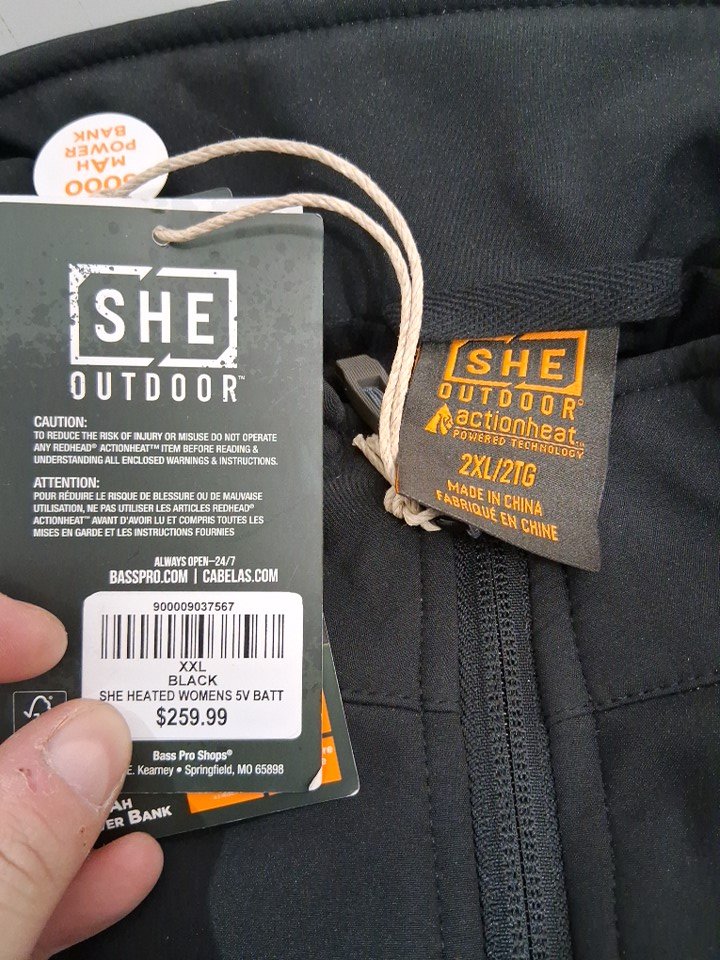 BANK
POWER
MAH
SHE
OUTDOOR™
CAUTION:
TO REDUCE THE RISK OF INJURY OR MISUSE DO NOT OPERATE
ANY REDHEAD® ACTIONHEAT™ ITEM BEFORE READING &
UNDERSTANDING ALL ENCLOSED WARNINGS & INSTRUCTIONS.
ATTENTION:
POUR RÉDUIRE LE RISQUE DE BLESSURE OU DE MAUVAISE
UTILISATION, NE PAS UTILISER LES ARTICLES REDHEAD®
ACTIONHEAT™ AVANT D'AVOIR LU ET COMPRIS TOUTES LES
MISES EN GARDE ET LES INSTRUCTIONS FOURNIES
ALWAYS OPEN–24/7
BASSPRO.COM | CABELAS.COM
900009037567
XXL
BLACK
SHE HEATED WOMENS 5V BATT
$259.99
FSC
Bass Pro Shops®
E. Kearney • Springfield, MO 65898
BANK
SHE
OUTDOOR®
actionheat™
POWERED TECHNOLOGY
2XL/2TG
MADE IN CHINA
FABRIQUÉ EN CHINE